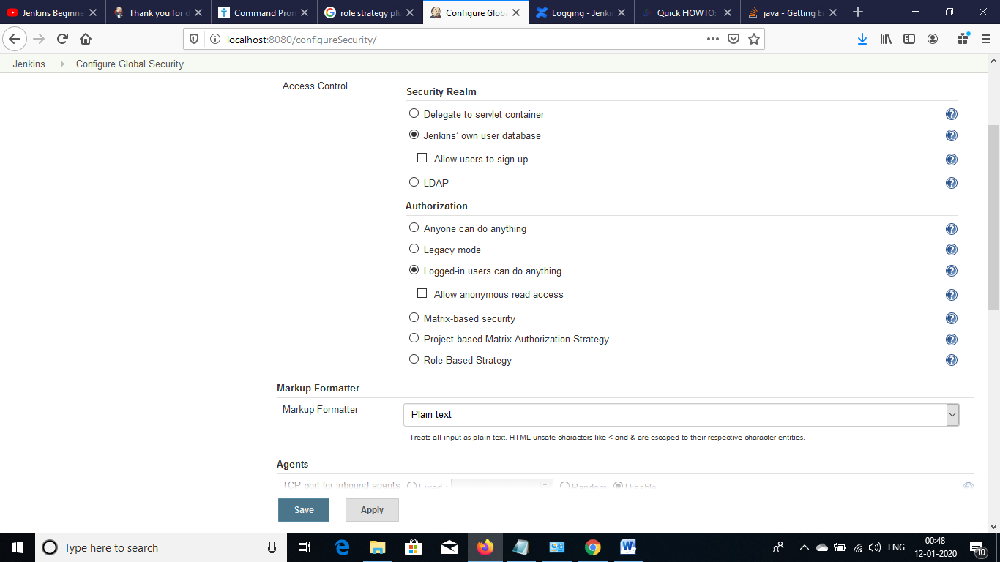 Jenkins Beginne
Thank you for d
Command Pron
role strategy plu
Configure Globa
Logging - Jenki
Quick HOWTO:
java - Getting Er
localhost:8080/configureSecurity/
Jenkins
Configure Global Security
Access Control
Security Realm
Delegate to servlet container
Jenkins’ own user database
Allow users to sign up
LDAP
Authorization
Anyone can do anything
Legacy mode
Logged-in users can do anything
Allow anonymous read access
Matrix-based security
Project-based Matrix Authorization Strategy
Role-Based Strategy
Markup Formatter
Markup Formatter
Plain text
Treats all input as plain text. HTML unsafe characters like < and & are escaped to their respective character entities.
Agents
TCP port for inbound agents Fixed : Random Disable
Save
Apply
Type here to search
ENG
00:48
12-01-2020
10